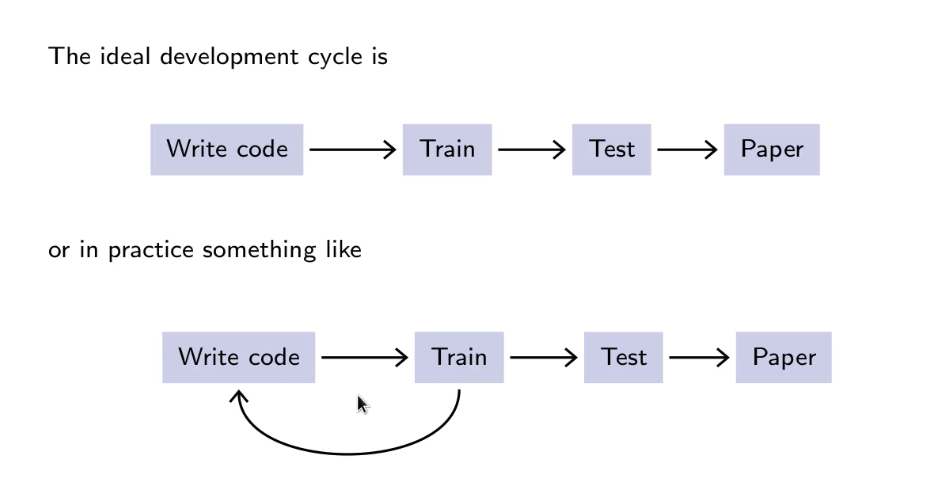 The ideal development cycle is
Write code Train Test Paper
or in practice something like
Write code Train Test Paper